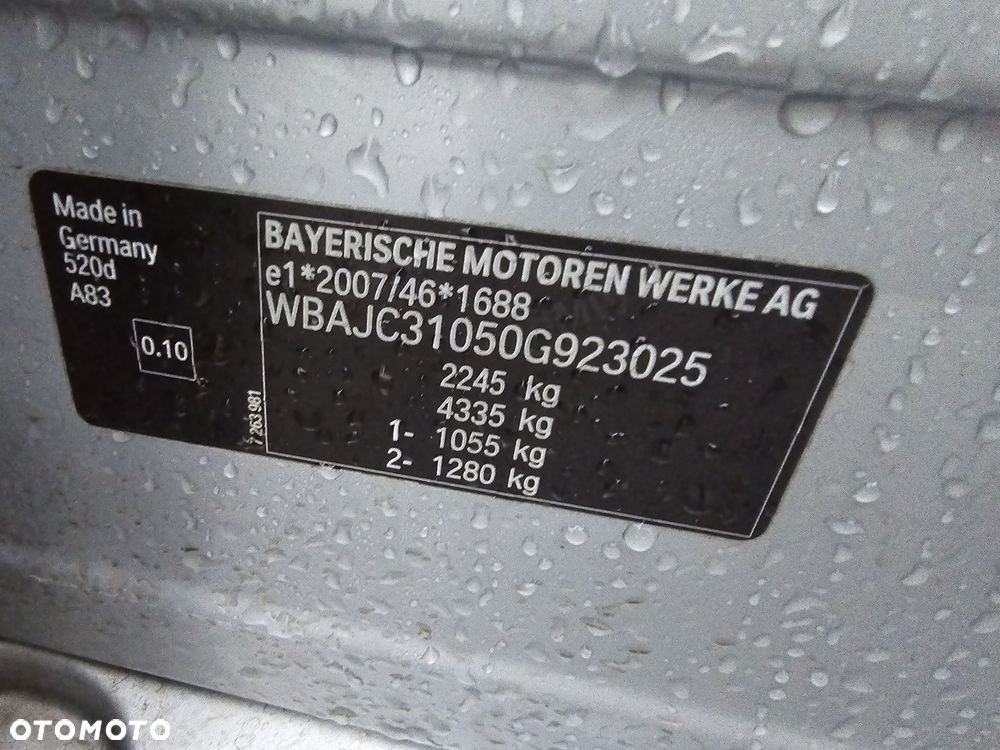 Made in
Germany
520d
A83
0.10
7 263 981
BAYERISCHE MOTOREN WERKE AG
e1*2007/46*1688
WBAJC31050G923025
2245 kg
4335 kg
1- 1055 kg
2- 1280 kg
OTOMOTO